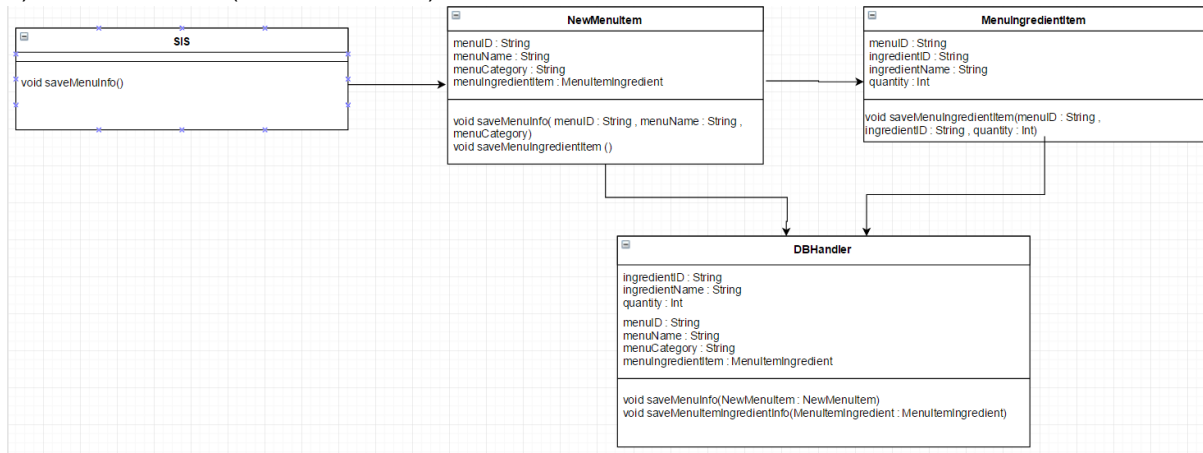 SIS
void saveMenuInfo()
NewMenuItem
menuID : String
menuName : String
menuCategory : String
menuIngredientItem : MenuItemIngredient
void saveMenuInfo( menuID : String , menuName : String ,
menuCategory)
void saveMenuIngredientItem ()
MenuIngredientItem
menuID : String
ingredientID : String
ingredientName : String
quantity : Int
void saveMenuIngredientItem(menuID : String ,
ingredientID : String , quantity : Int)
DBHandler
ingredientID : String
ingredientName : String
quantity : Int
menuID : String
menuName : String
menuCategory : String
menuIngredientItem : MenuItemIngredient
void saveMenuInfo(NewMenuItem : NewMenuItem)
void saveMenuItemIngredientInfo(MenuItemIngredient : MenuItemIngredient)